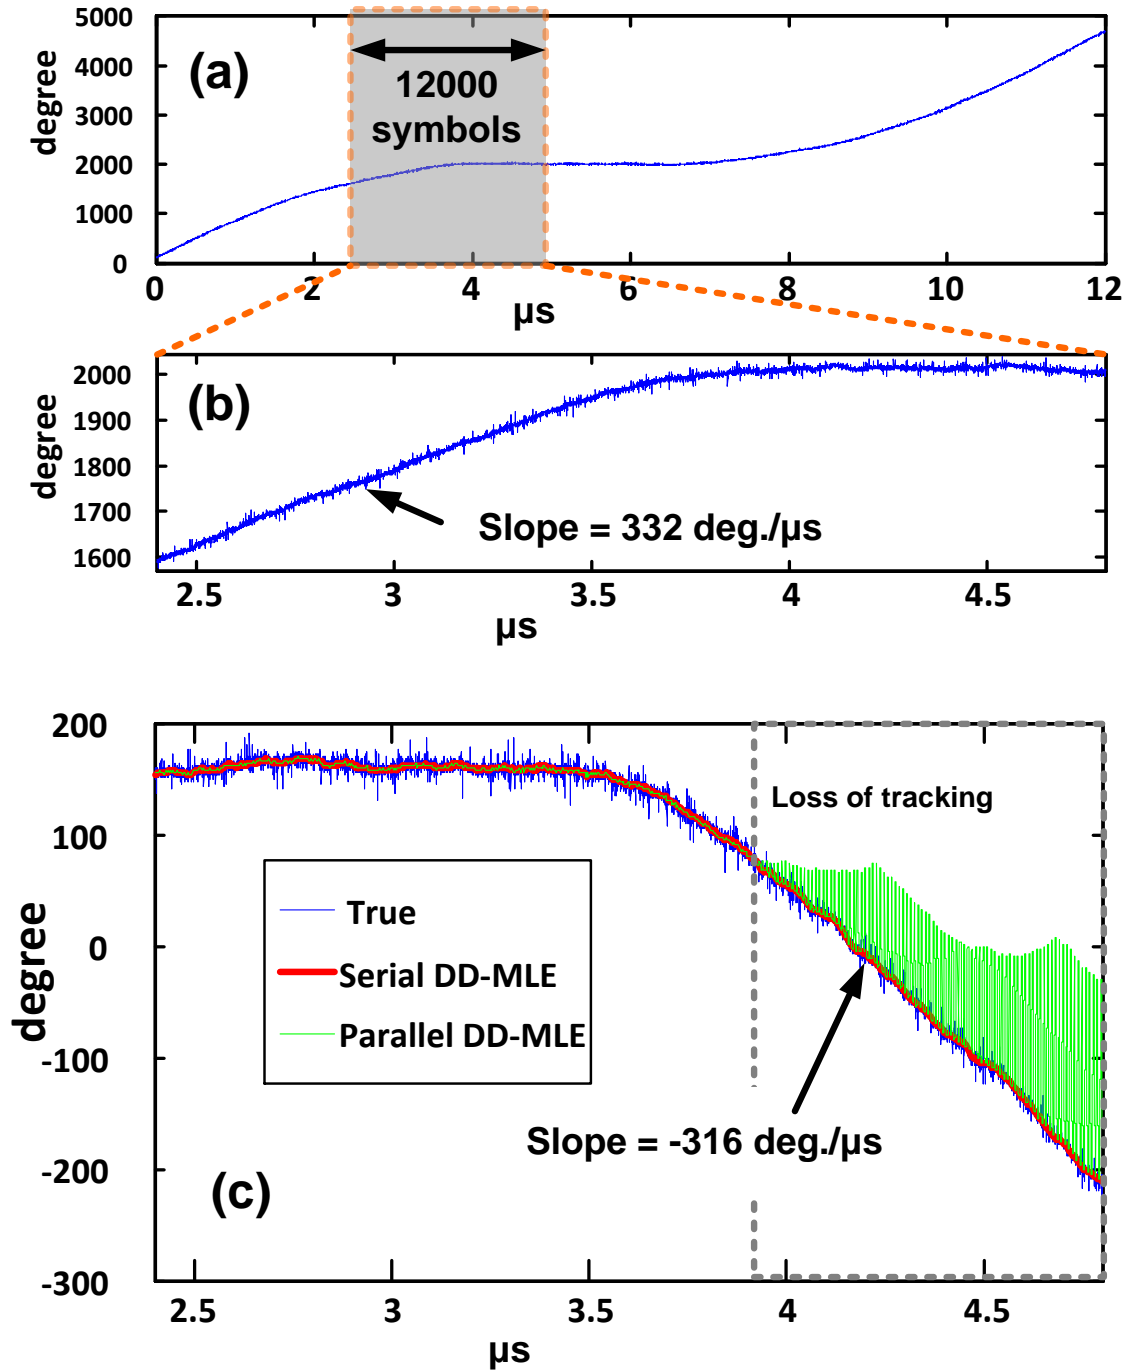 5000
4000
3000
2000
1000
0
degree
(a)
12000
symbols
0 2 4 6 8 10 12
µs
2000
1900
1800
1700
1600
degree
(b)
Slope = 332 deg./µs
2.5 3 3.5 4 4.5
µs
200
100
0
-100
-200
-300
degree
Loss of tracking
True
Serial DD-MLE
Parallel DD-MLE
Slope = -316 deg./µs
(c)
2.5 3 3.5 4 4.5
µs